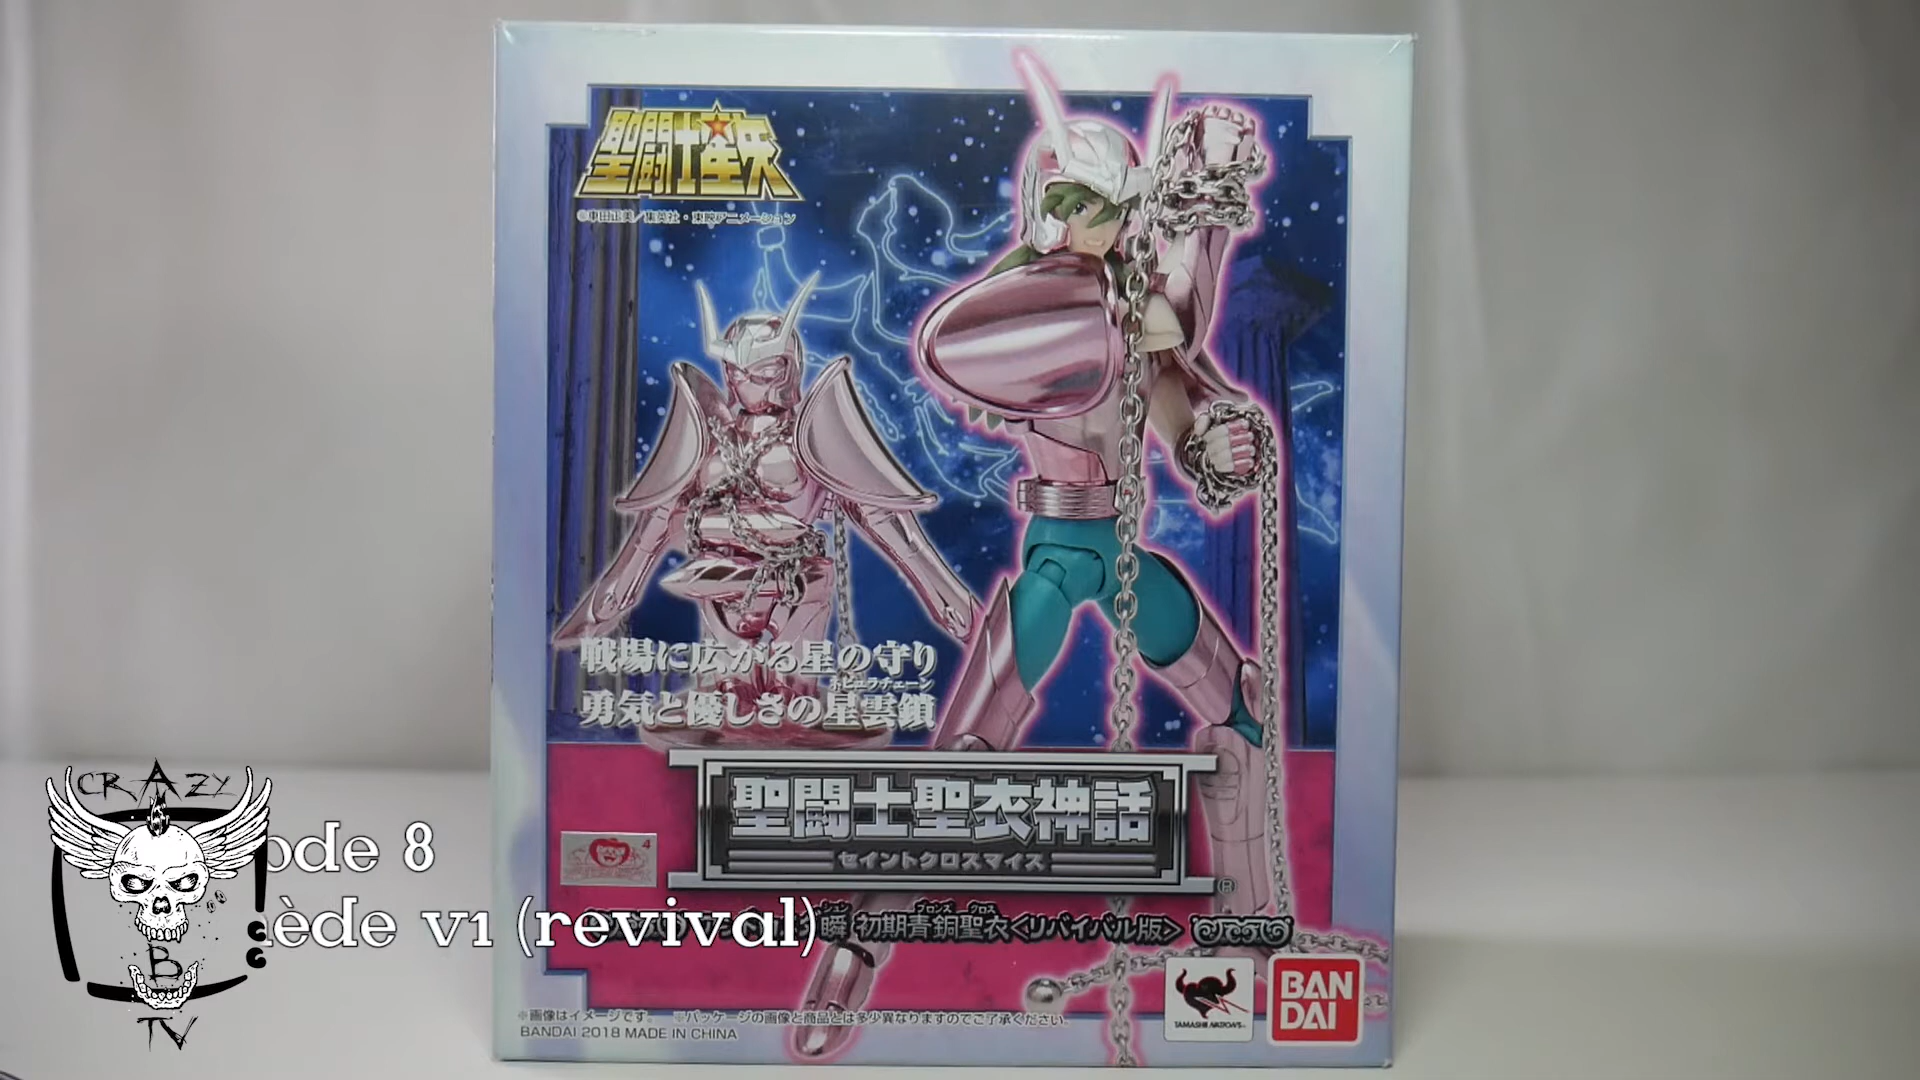 聖闘士星矢
©車田正美／集英社・東映アニメーション
戦場に広がる星の守り
ネビュラチェーン
勇気と優しさの星雲鎖
聖闘士聖衣神話
セイントクロスマイス
®
4
ブロンズ クロス
瞬 初期青銅聖衣<リバイバル版>
TAMASHII NATIONS
BAN
DAI
※画像はイメージです。 ※パッケージの画像と商品とは多少異なりますのでご了承ください。
BANDAI 2018 MADE IN CHINA
CRAZY
B
TV
ode 8
ède v1 (revival)